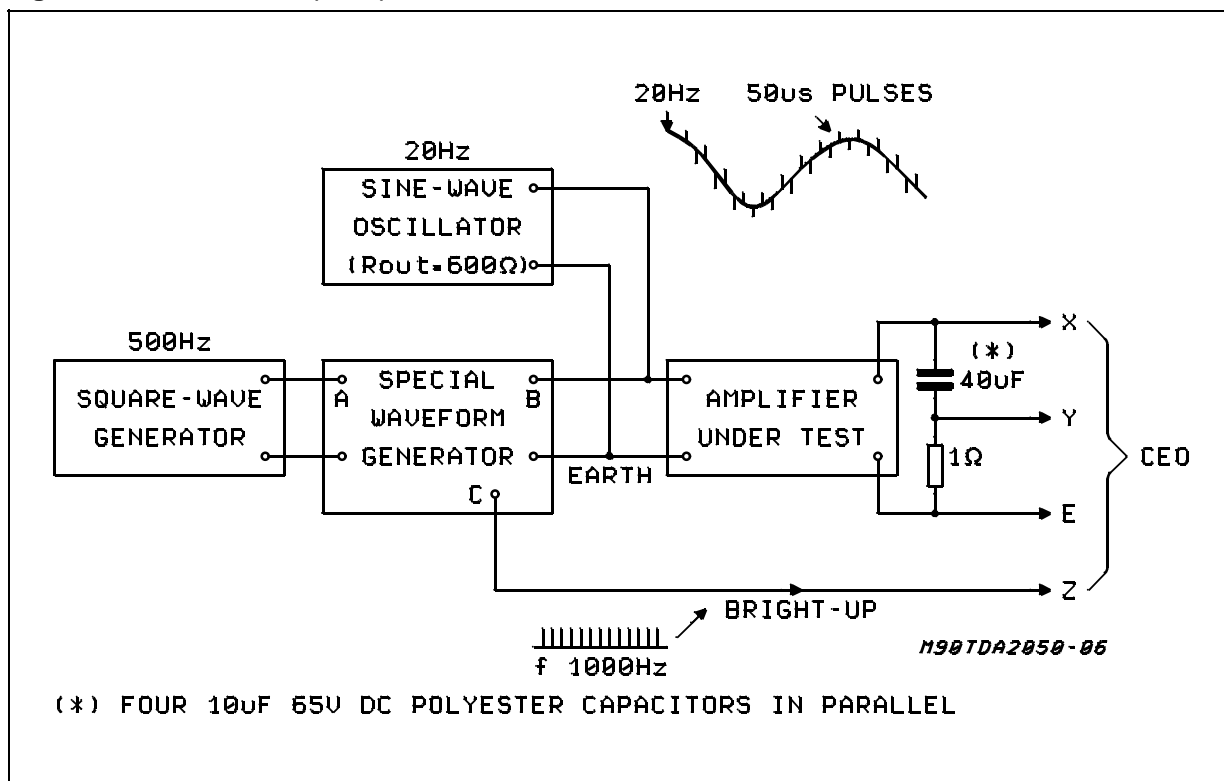 20Hz 50us PULSES
20Hz
SINE-WAVE
OSCILLATOR
(Rout=600Ω)
500Hz
SQUARE-WAVE
GENERATOR
A
SPECIAL
WAVEFORM
GENERATOR
B
C
EARTH
AMPLIFIER
UNDER TEST
(*)
40uF
1Ω
X
Y
E
Z
CEO
BRIGHT-UP
f 1000Hz
M90TDA2050-06
(*) FOUR 10uF 65V DC POLYESTER CAPACITORS IN PARALLEL